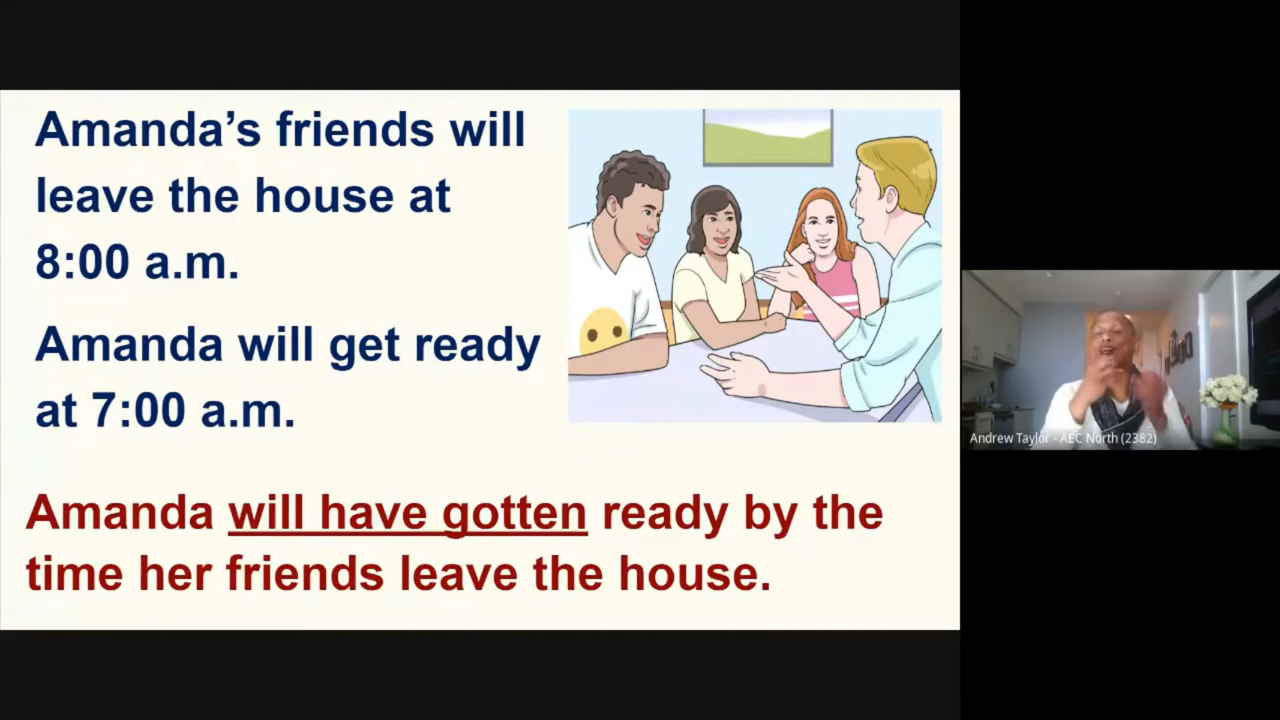 Amanda’s friends will
leave the house at
8:00 a.m.
Amanda will get ready
at 7:00 a.m.
Amanda will have gotten ready by the
time her friends leave the house.
Andrew Taylor - AEC North (2382)